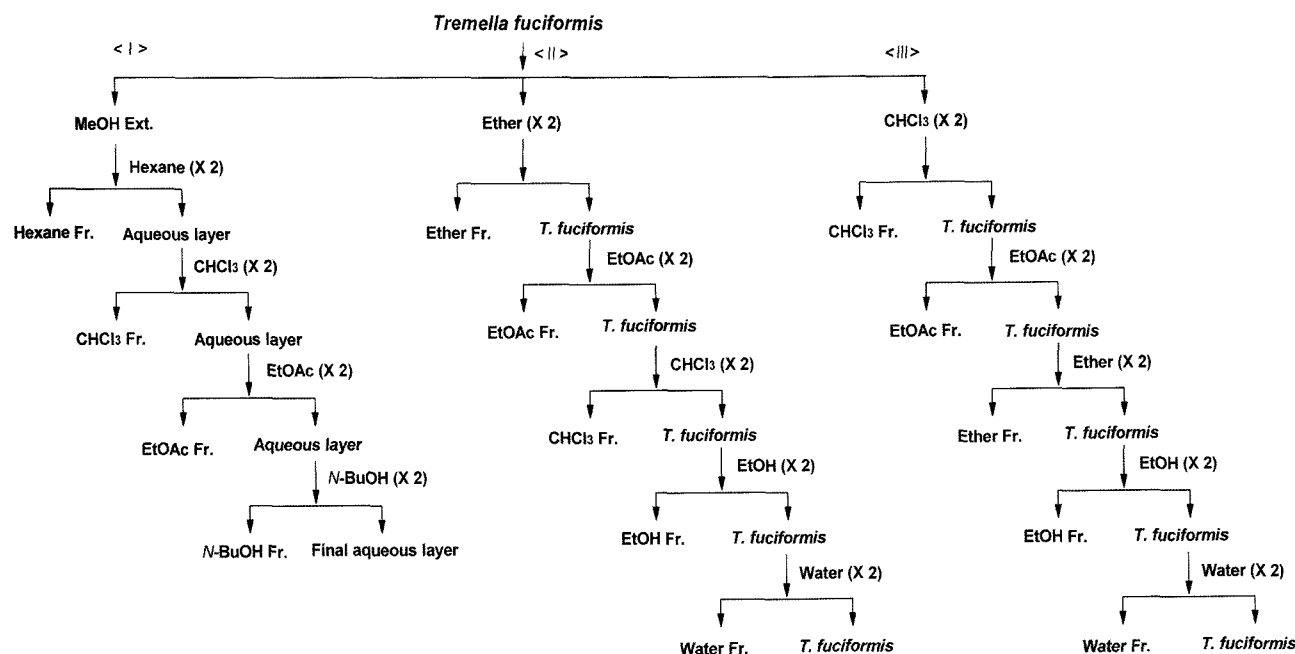 Tremella fuciformis
< I >
< II >
< III >
MeOH Ext.
Ether (X 2)
CHCl3 (X 2)
Hexane (X 2)
Hexane Fr.
Aqueous layer
Ether Fr.
T. fuciformis
CHCl3 Fr.
T. fuciformis
CHCl3 (X 2)
EtOAc (X 2)
EtOAc (X 2)
CHCl3 Fr.
Aqueous layer
EtOAc Fr.
T. fuciformis
EtOAc Fr.
T. fuciformis
EtOAc (X 2)
CHCl3 (X 2)
Ether (X 2)
EtOAc Fr.
Aqueous layer
CHCl3 Fr.
T. fuciformis
Ether Fr.
T. fuciformis
N-BuOH (X 2)
EtOH (X 2)
EtOH (X 2)
N-BuOH Fr.
Final aqueous layer
EtOH Fr.
T. fuciformis
EtOH Fr.
T. fuciformis
Water (X 2)
Water (X 2)
Water Fr.
T. fuciformis
Water Fr.
T. fuciformis